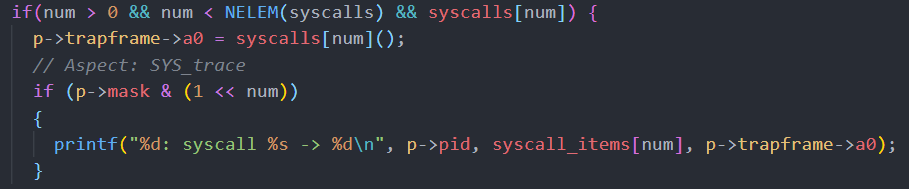 if(num > 0 && num < NELEM(syscalls) && syscalls[num]) {
p->trapframe->a0 = syscalls[num]();
// Aspect: SYS_trace
if (p->mask & (1 << num))
{
printf("%d: syscall %s -> %d\n", p->pid, syscall_items[num], p->trapframe->a0);
}